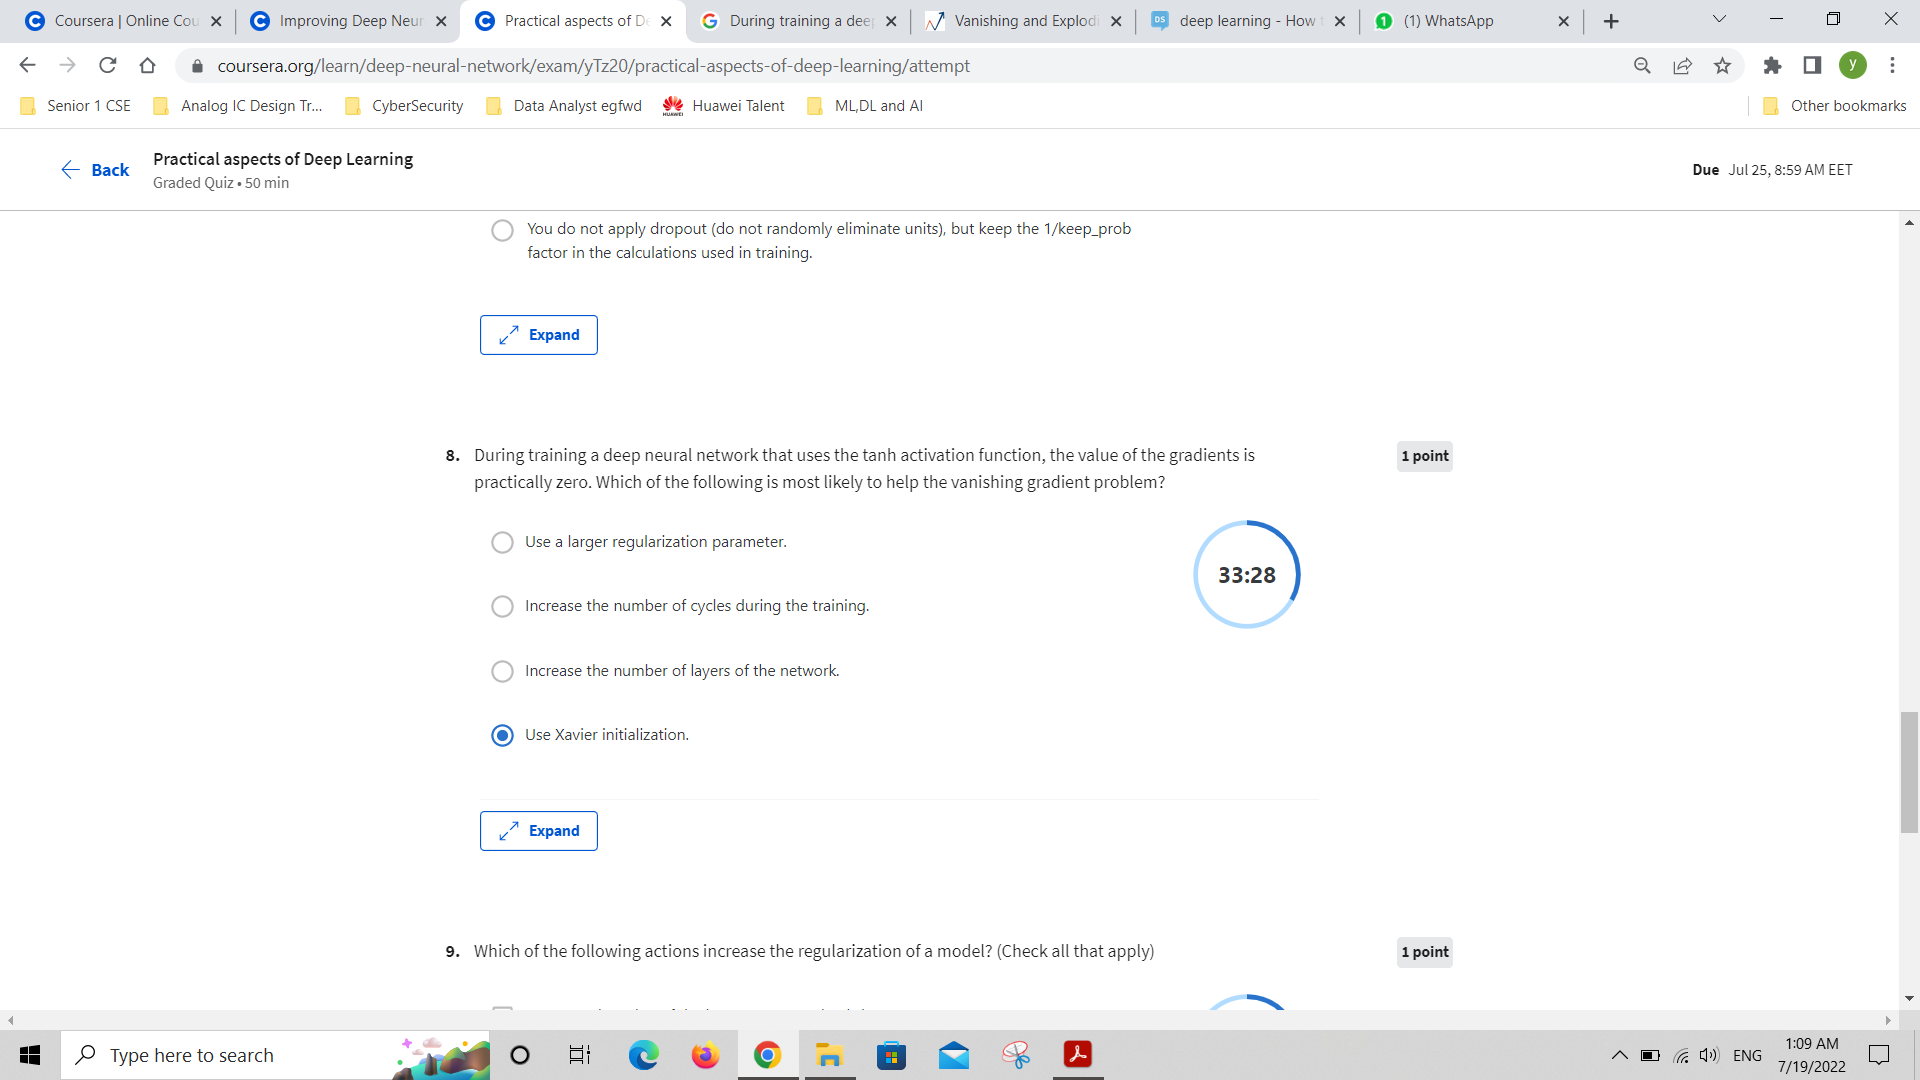 Coursera | Online Cou
Improving Deep Neur
Practical aspects of De
During training a deep
Vanishing and Explodi
DS
deep learning - How t
1
(1) WhatsApp
coursera.org/learn/deep-neural-network/exam/yTz20/practical-aspects-of-deep-learning/attempt
y
Senior 1 CSE
Analog IC Design Tr...
CyberSecurity
Data Analyst egfwd
HUAWEI
Huawei Talent
ML,DL and AI
Other bookmarks
Back
Practical aspects of Deep Learning
Graded Quiz • 50 min
Due Jul 25, 8:59 AM EET
You do not apply dropout (do not randomly eliminate units), but keep the 1/keep_prob
factor in the calculations used in training.
Expand
8. During training a deep neural network that uses the tanh activation function, the value of the gradients is
practically zero. Which of the following is most likely to help the vanishing gradient problem?
1 point
Use a larger regularization parameter.
33:28
Increase the number of cycles during the training.
Increase the number of layers of the network.
Use Xavier initialization.
Expand
9. Which of the following actions increase the regularization of a model? (Check all that apply)
1 point
Type here to search
ENG
1:09 AM
7/19/2022